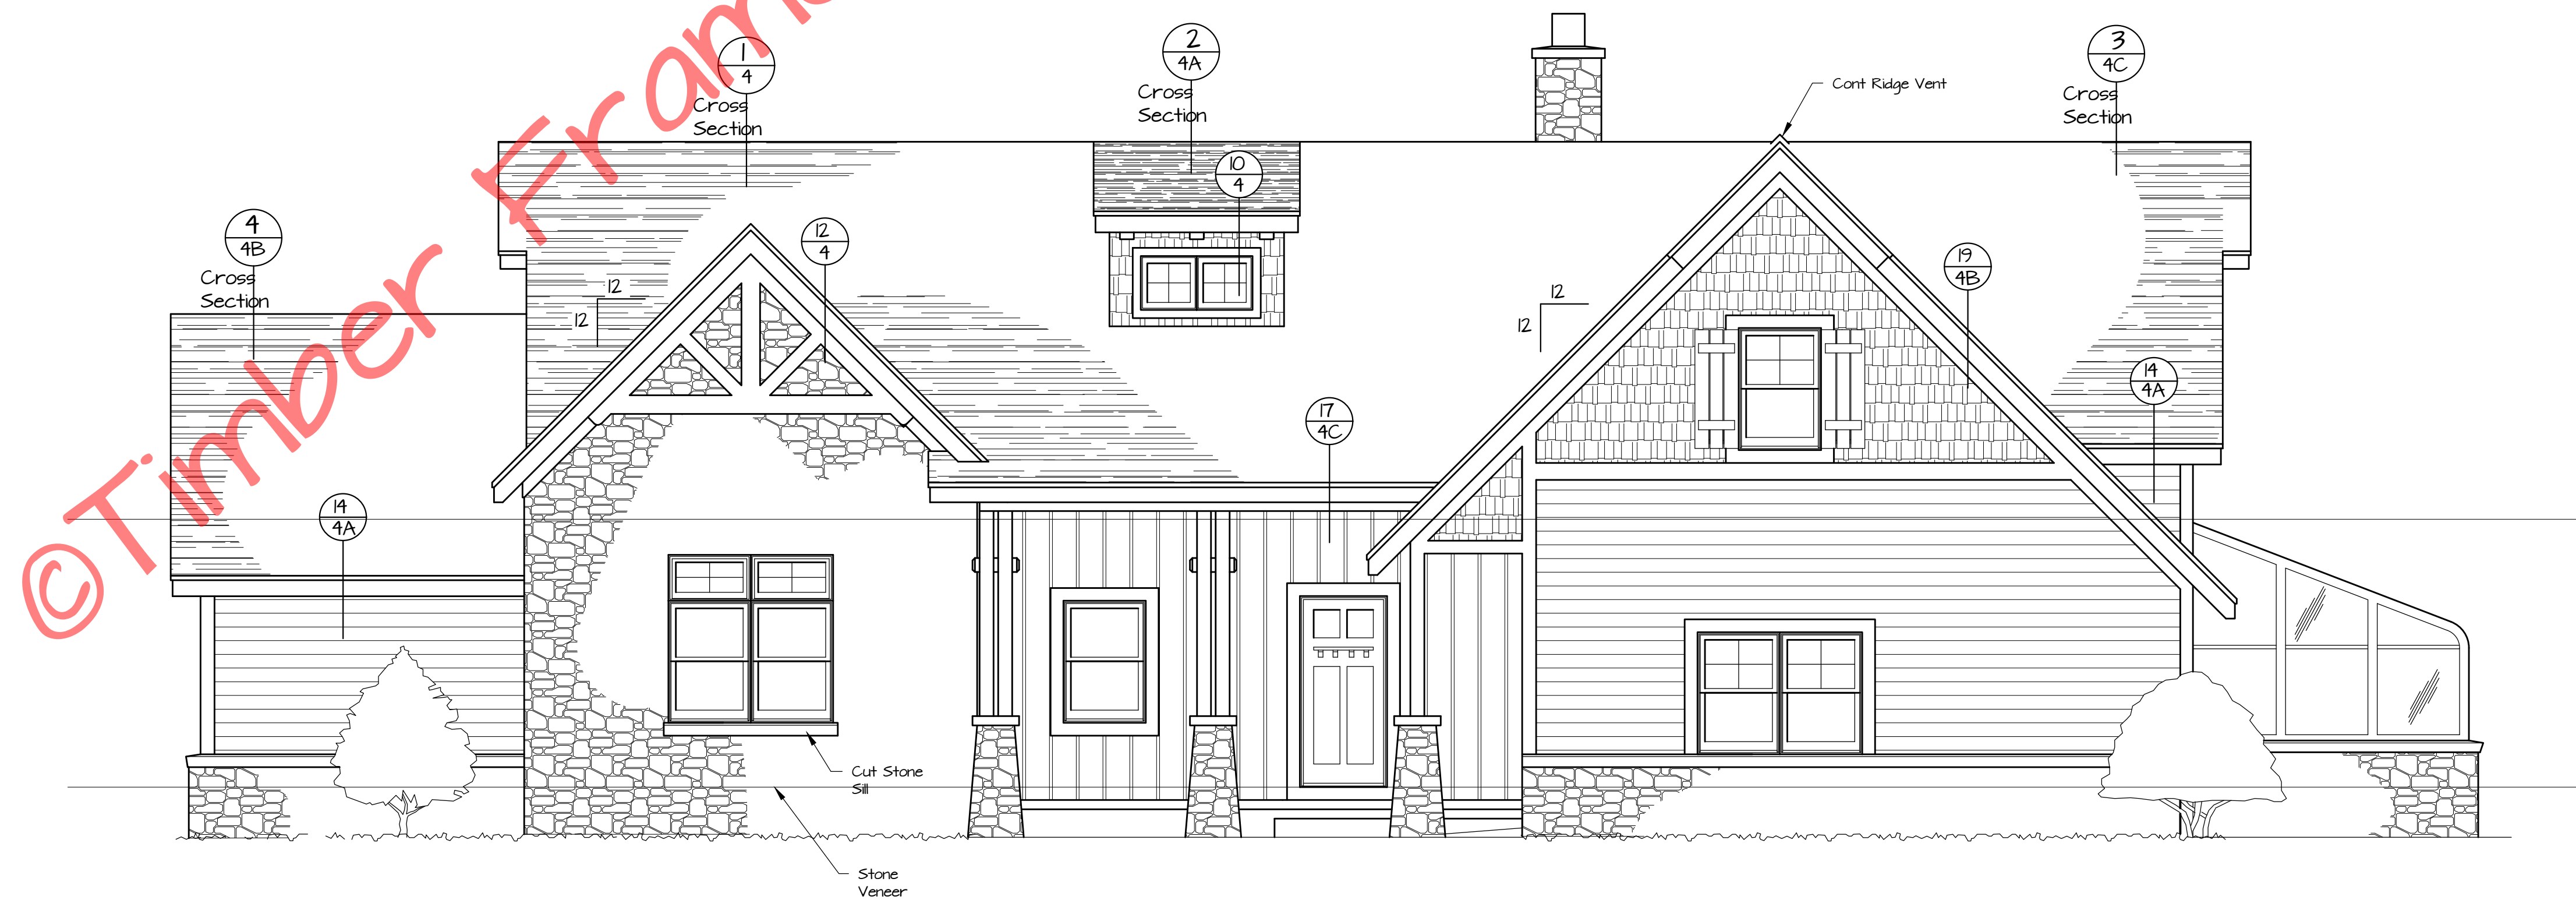 1
4
Cross
Section
2
4A
Cross
Section
3
4C
Cross
Section
Cont Ridge Vent
10
4
4
4B
Cross
Section
12
4
19
4B
12
12
12
12
14
4A
17
4C
14
4A
©Timber Fram
Cut Stone
Sill
Stone
Veneer